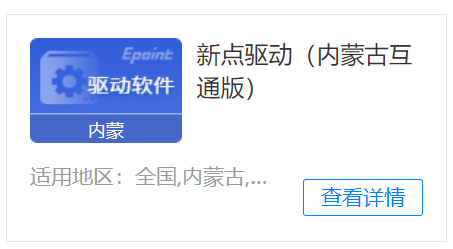 Epoint
驱动软件
内蒙
新点驱动（内蒙古互
通版）
适用地区：全国,内蒙古,...
查看详情